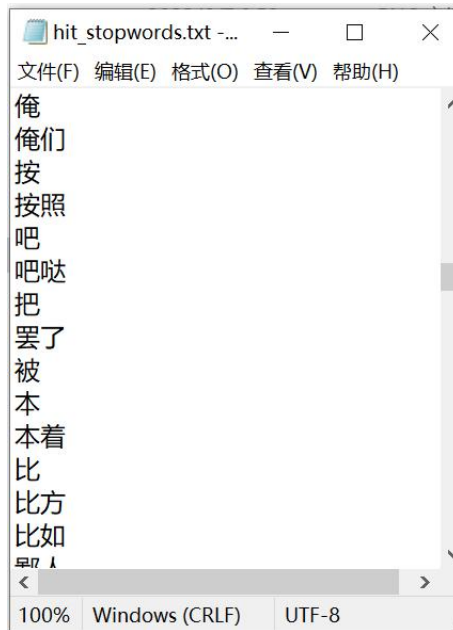 hit_stopwords.txt -...
文件(F) 编辑(E) 格式(O) 查看(V) 帮助(H)
俺
俺们
按
按照
吧
吧哒
把
罢了
被
本
本着
比
比方
比如
鄙人
100% Windows (CRLF) UTF-8